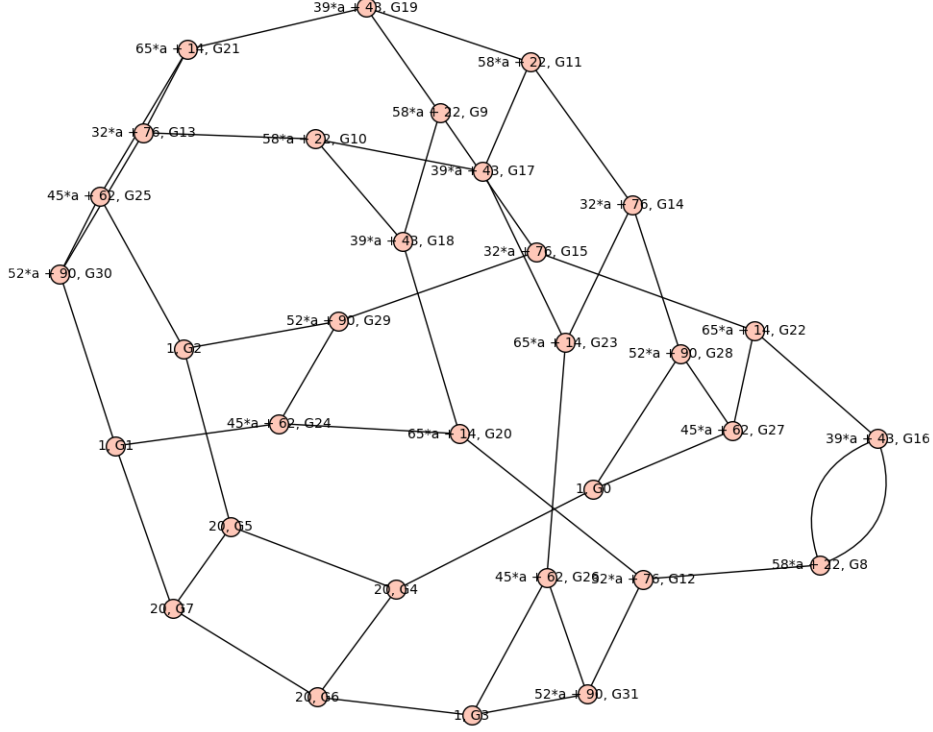 39*a + 43, G19
65*a + 14, G21
58*a + 22, G11
58*a + 22, G9
32*a + 76, G13
58*a + 22, G10
39*a + 43, G17
45*a + 62, G25
32*a + 76, G14
39*a + 43, G18
32*a + 76, G15
52*a + 90, G30
52*a + 90, G29
65*a + 14, G22
65*a + 14, G23
1, G2
52*a + 90, G28
45*a + 62, G24
45*a + 62, G27
65*a + 14, G20
39*a + 43, G16
1, G1
1, G0
20, G5
58*a + 22, G8
45*a + 62, G26
32*a + 76, G12
20, G4
20, G7
52*a + 90, G31
20, G6
1, G3